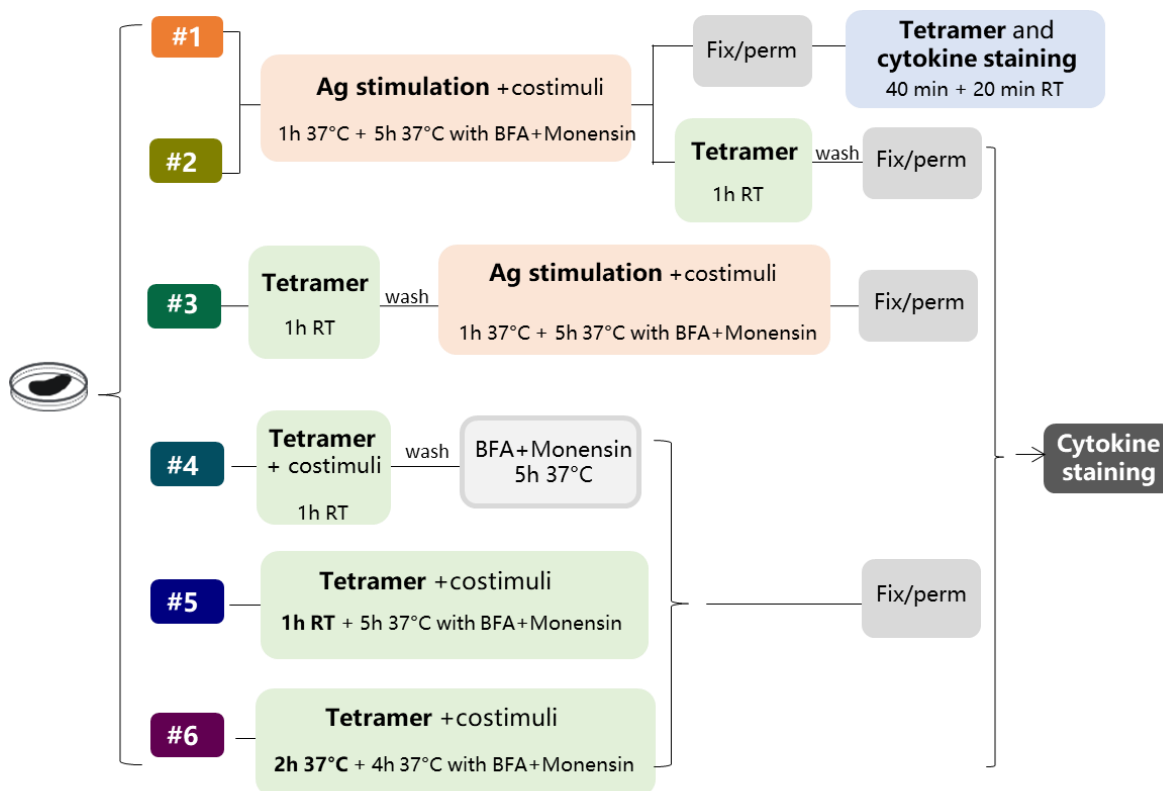 #1
#2
Ag stimulation +costimuli
1h 37°C + 5h 37°C with BFA+Monensin
Fix/perm
Tetramer and
cytokine staining
40 min + 20 min RT
Tetramer
1h RT
wash
Fix/perm
#3
Tetramer
1h RT
wash
Ag stimulation +costimuli
1h 37°C + 5h 37°C with BFA+Monensin
Fix/perm
#4
Tetramer
+ costimuli
1h RT
wash
BFA+Monensin
5h 37°C
#5
Tetramer +costimuli
1h RT + 5h 37°C with BFA+Monensin
#6
Tetramer +costimuli
2h 37°C + 4h 37°C with BFA+Monensin
Fix/perm
Cytokine
staining